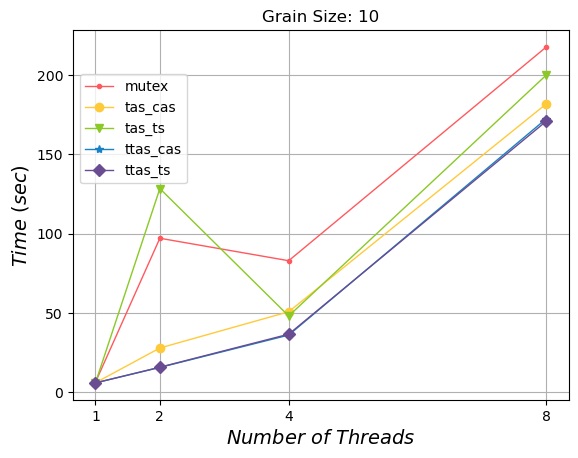 Grain Size: 10
Time (sec)
200
150
100
50
0
mutex
tas_cas
tas_ts
ttas_cas
ttas_ts
1 2 4 8
Number of Threads